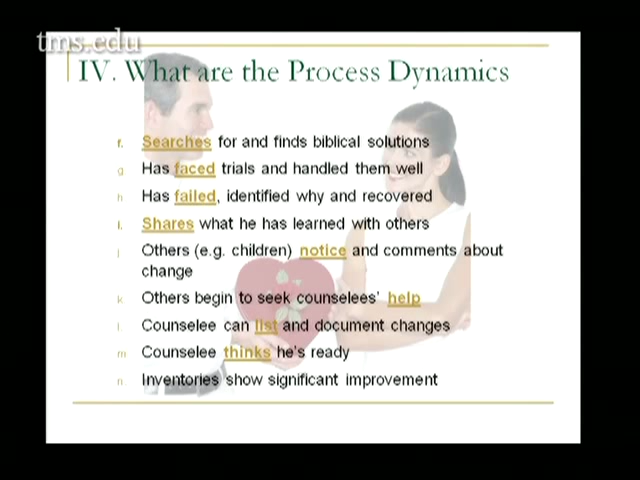 tms.edu
IV. What are the Process Dynamics
f. Searches for and finds biblical solutions
g Has faced trials and handled them well
h Has failed, identified why and recovered
I. Shares what he has learned with others
j Others (e.g. children) notice and comments about
change
k Others begin to seek counselees' help
l. Counselee can list and document changes
m Counselee thinks he's ready
n. Inventories show significant improvement